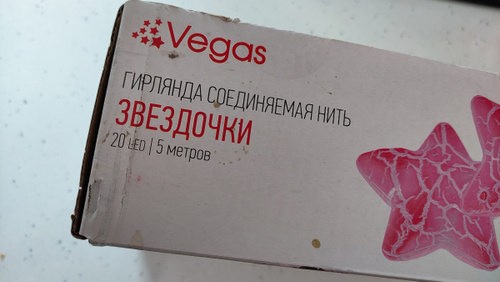 Vegas
ГИРЛЯНДА СОЕДИНЯЕМАЯ НИТЬ
ЗВЕЗДОЧКИ
20 LED | 5 метров